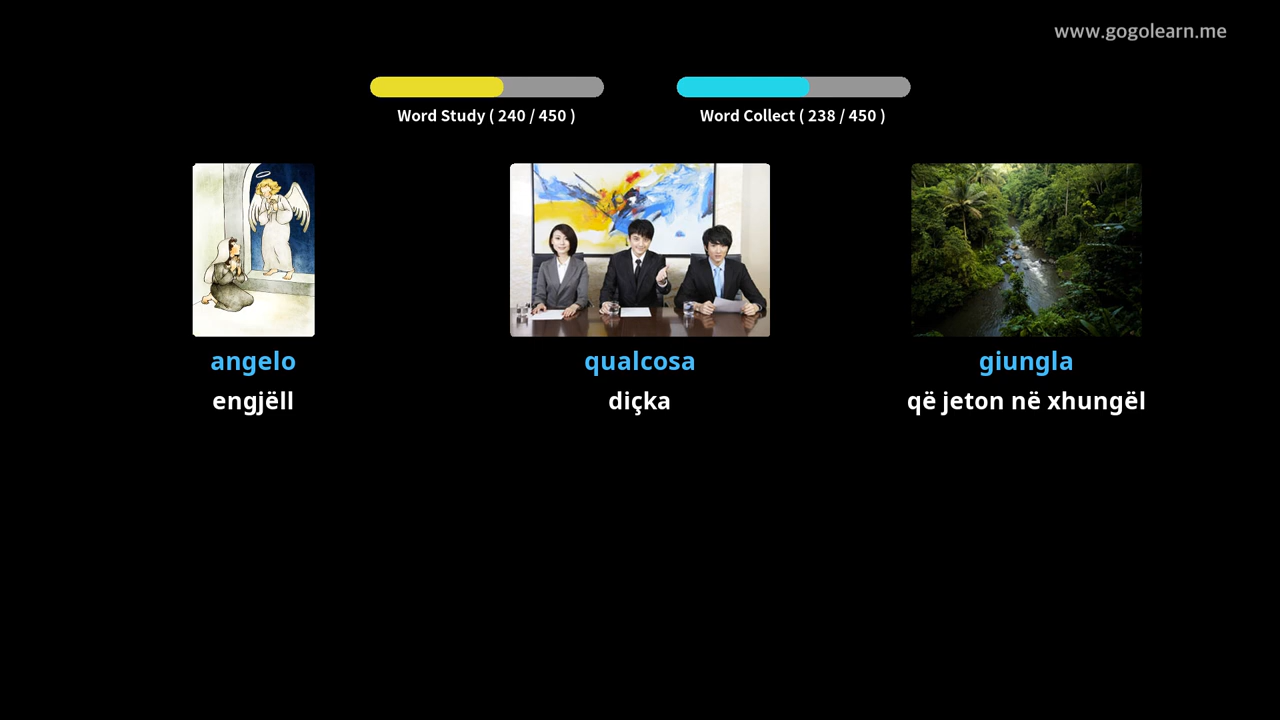 www.gogolearn.me
Word Study ( 240 / 450 )
Word Collect ( 238 / 450 )
angelo
qualcosa
giungla
engjëll
diçka
që jeton në xhungël